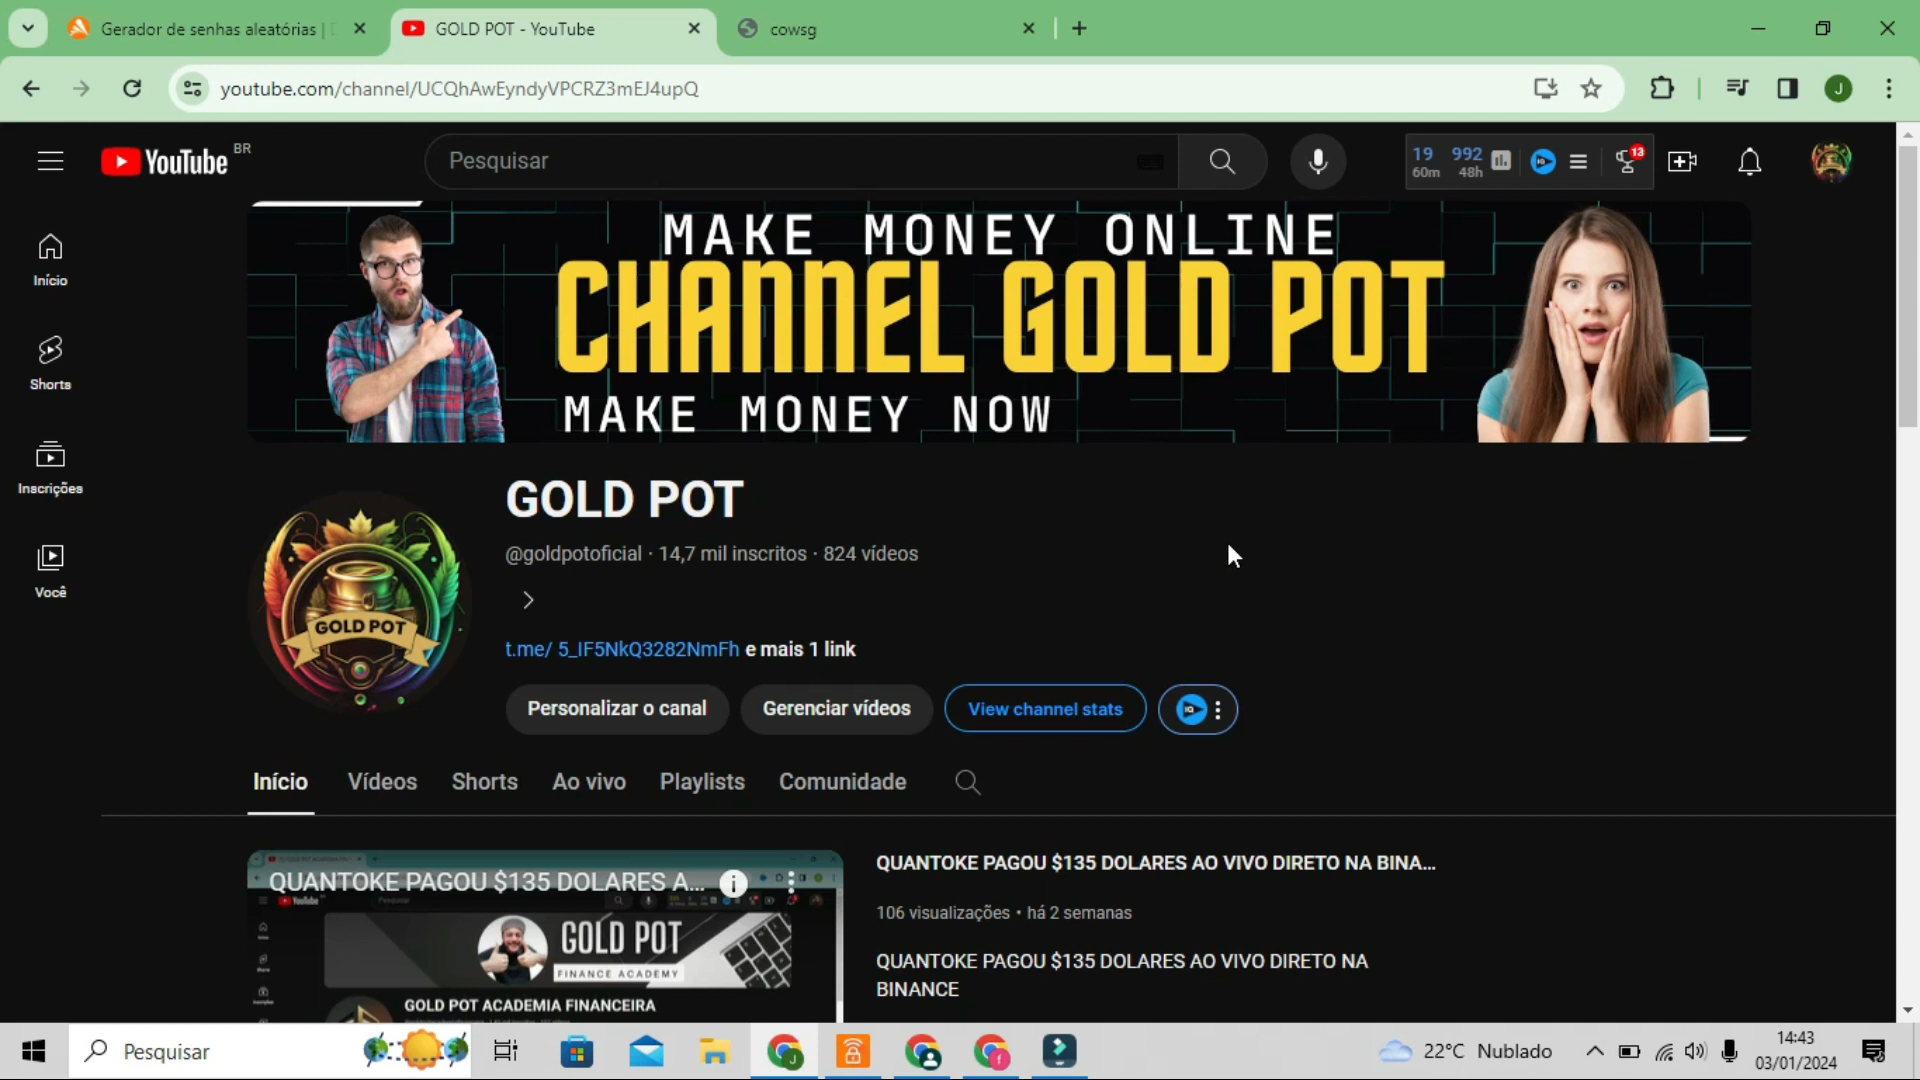 Gerador de senhas aleatórias |
GOLD POT - YouTube
cowsg
youtube.com/channel/UCQhAwEyndyVPCRZ3mEJ4upQ
J
YouTube BR
Pesquisar
19 60m
992 48h
IQ
13
MAKE MONEY ONLINE
CHANNEL GOLD POT
MAKE MONEY NOW
Início
Shorts
Inscrições
Você
GOLD POT
GOLD POT
@goldpotoficial · 14,7 mil inscritos · 824 vídeos
t.me/ 5_IF5NkQ3282NmFh e mais 1 link
Personalizar o canal
Gerenciar vídeos
View channel stats
IQ
Início
Vídeos
Shorts
Ao vivo
Playlists
Comunidade
QUANTOKE PAGOU $135 DOLARES A...
YouTube
GOLD POT
FINANCE ACADEMY
GOLD POT ACADEMIA FINANCEIRA
QUANTOKE PAGOU $135 DOLARES AO VIVO DIRETO NA BINA...
106 visualizações • há 2 semanas
QUANTOKE PAGOU $135 DOLARES AO VIVO DIRETO NA
BINANCE
Pesquisar
J
f
22°C Nublado
14:43
03/01/2024